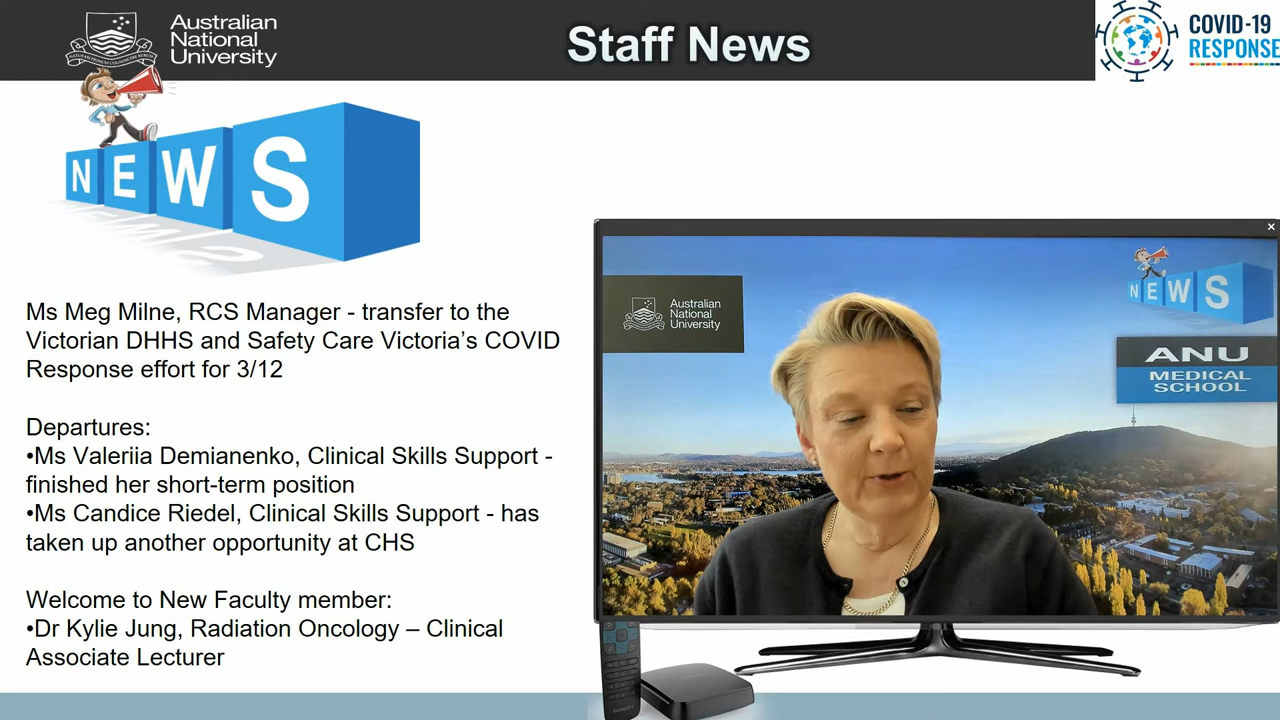 Australian
National
University
Staff News
COVID-19
RESPONSE
NEWS
Ms Meg Milne, RCS Manager - transfer to the
Victorian DHHS and Safety Care Victoria's COVID
Response effort for 3/12
Departures:
•Ms Valeriia Demianenko, Clinical Skills Support -
finished her short-term position
•Ms Candice Riedel, Clinical Skills Support - has
taken up another opportunity at CHS
Welcome to New Faculty member:
•Dr Kylie Jung, Radiation Oncology – Clinical
Associate Lecturer
Australian
National
University
NEWS
ANU
MEDICAL
SCHOOL